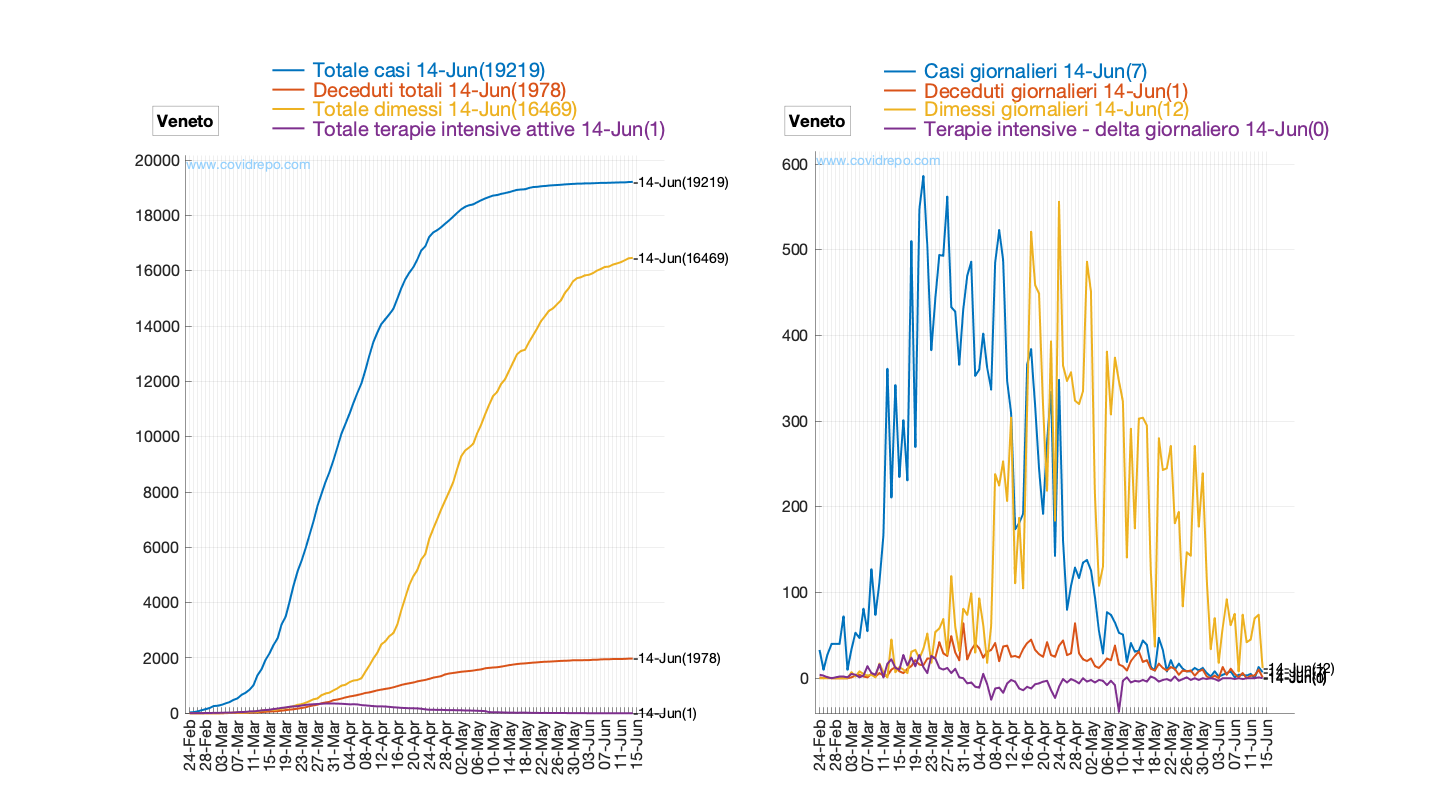 Totale casi 14-Jun(19219)
Deceduti totali 14-Jun(1978)
Totale dimessi 14-Jun(16469)
Totale terapie intensive attive 14-Jun(1)
Veneto
www.covidrepo.com
20000
18000
16000
14000
12000
10000
8000
6000
4000
2000
0
-14-Jun(19219)
-14-Jun(16469)
-14-Jun(1978)
-14-Jun(1)
24-Feb
28-Feb
03-Mar
07-Mar
11-Mar
15-Mar
19-Mar
23-Mar
27-Mar
31-Mar
04-Apr
08-Apr
12-Apr
16-Apr
20-Apr
24-Apr
28-Apr
02-May
06-May
10-May
14-May
18-May
22-May
26-May
30-May
03-Jun
07-Jun
11-Jun
15-Jun
Casi giornalieri 14-Jun(7)
Deceduti giornalieri 14-Jun(1)
Dimessi giornalieri 14-Jun(12)
Terapie intensive - delta giornaliero 14-Jun(0)
Veneto
www.covidrepo.com
600
500
400
300
200
100
0
-14-Jun(12)
-14-Jun(0)
24-Feb
28-Feb
03-Mar
07-Mar
11-Mar
15-Mar
19-Mar
23-Mar
27-Mar
31-Mar
04-Apr
08-Apr
12-Apr
16-Apr
20-Apr
24-Apr
28-Apr
02-May
06-May
10-May
14-May
18-May
22-May
26-May
30-May
03-Jun
07-Jun
11-Jun
15-Jun